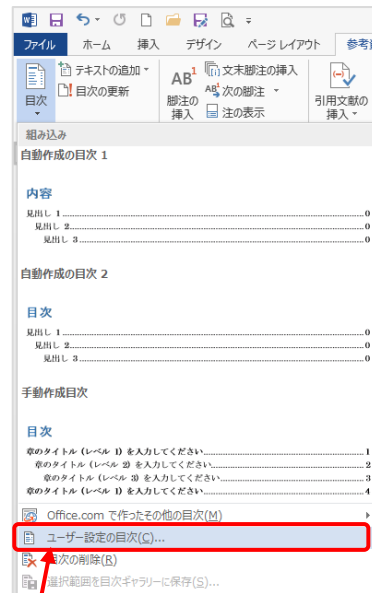 ファイル ホーム 挿入 デザイン ページ レイアウト 参考
目次
テキストの追加
目次の更新
AB1
脚注の
挿入
文末脚注の挿入
AB1 次の脚注
注の表示
引用文献の
挿入
組み込み
自動作成の目次 1
内容
見出し 1 0
見出し 2 0
見出し 3 0
自動作成の目次 2
目次
見出し 1 0
見出し 2 0
見出し 3 0
手動作成目次
目次
章のタイトル (レベル 1) を入力してください 1
章のタイトル (レベル 2) を入力してください 2
章のタイトル (レベル 3) を入力してください 3
章のタイトル (レベル 1) を入力してください 4
Office.com で作ったその他の目次(M)
ユーザー設定の目次(C)...
目次の削除(R)
選択範囲を目次ギャラリーに保存(S)...